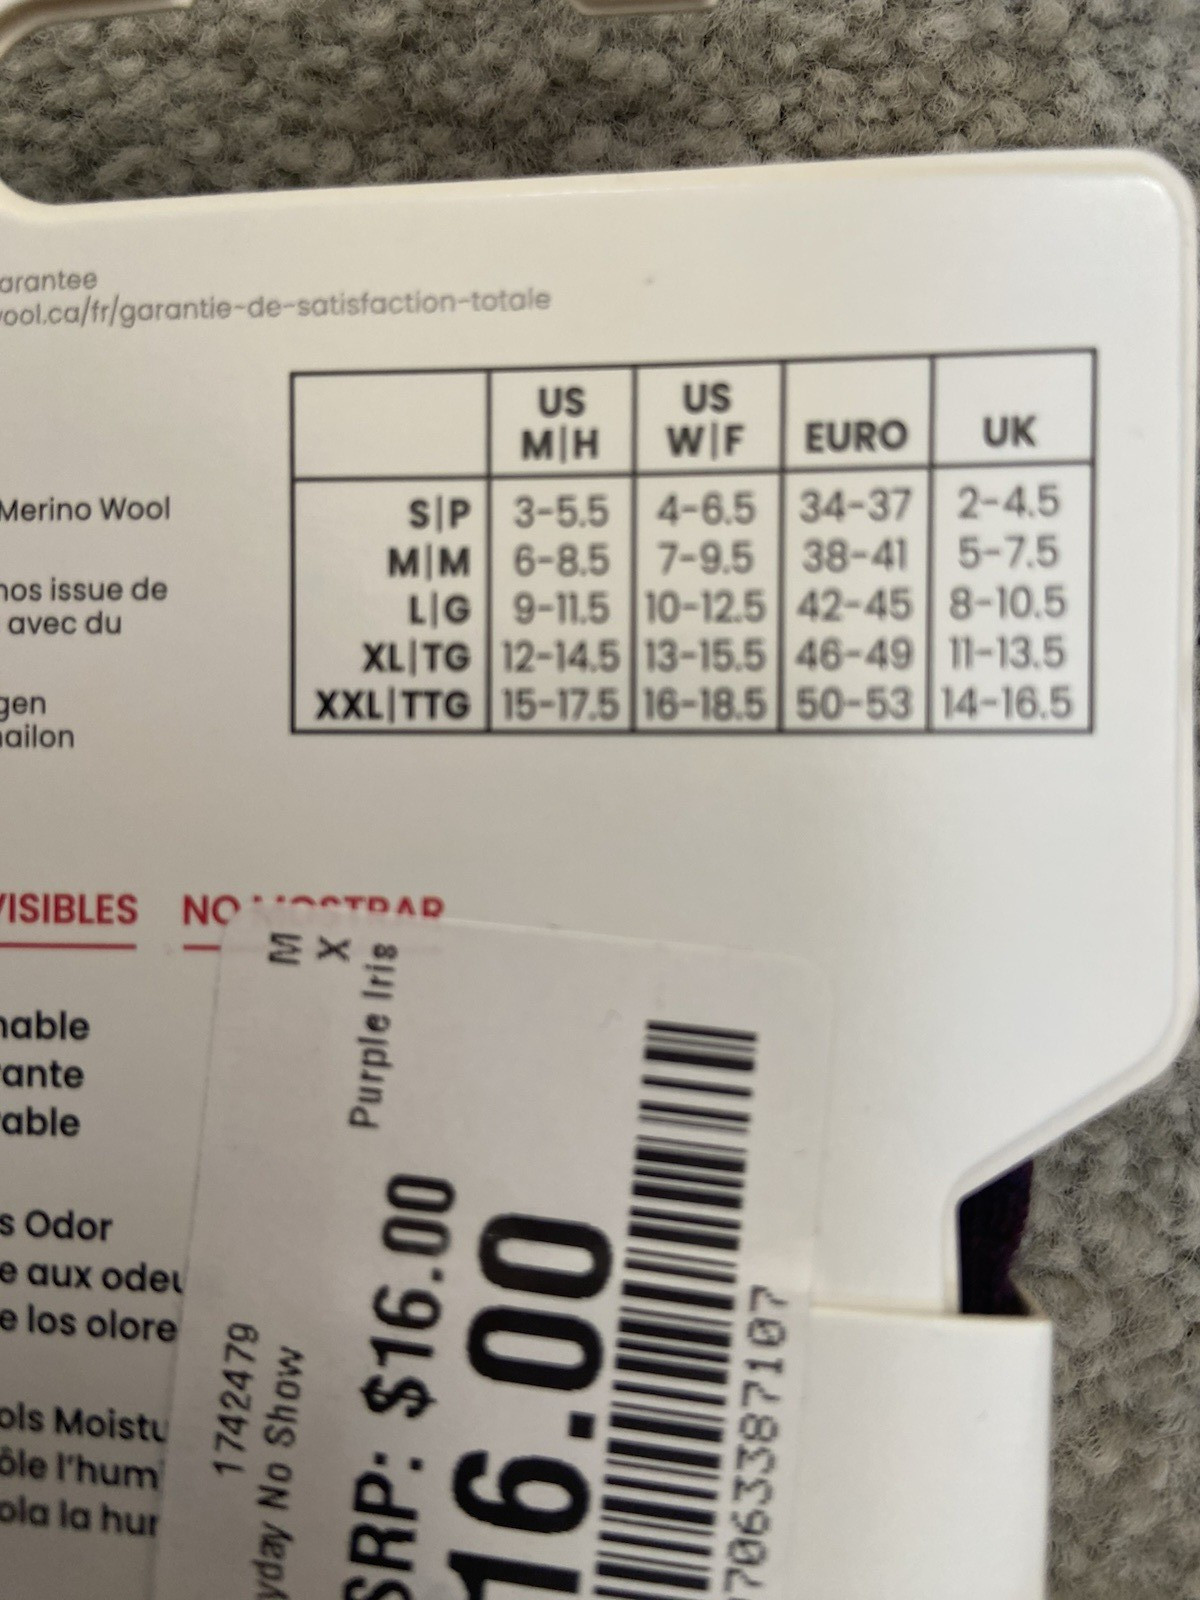 arantee
ool.ca/fr/garantie-de-satisfaction-totale
US M|H US W|F EURO UK
S|P 3-5.5 4-6.5 34-37 2-4.5
M|M 6-8.5 7-9.5 38-41 5-7.5
L|G 9-11.5 10-12.5 42-45 8-10.5
XL|TG 12-14.5 13-15.5 46-49 11-13.5
XXL|TTG 15-17.5 16-18.5 50-53 14-16.5
Merino Wool
nos issue de
avec du
gen
nailon
VISIBLES NO MOSTRAR
nable
rante
rable
s Odor
e aux odeu
e los olore
ols Moistu
ôle l'hum
ola la hur
1742479 M
yday No Show X
Purple Iris
SRP: $16.00
16.00
70633387107